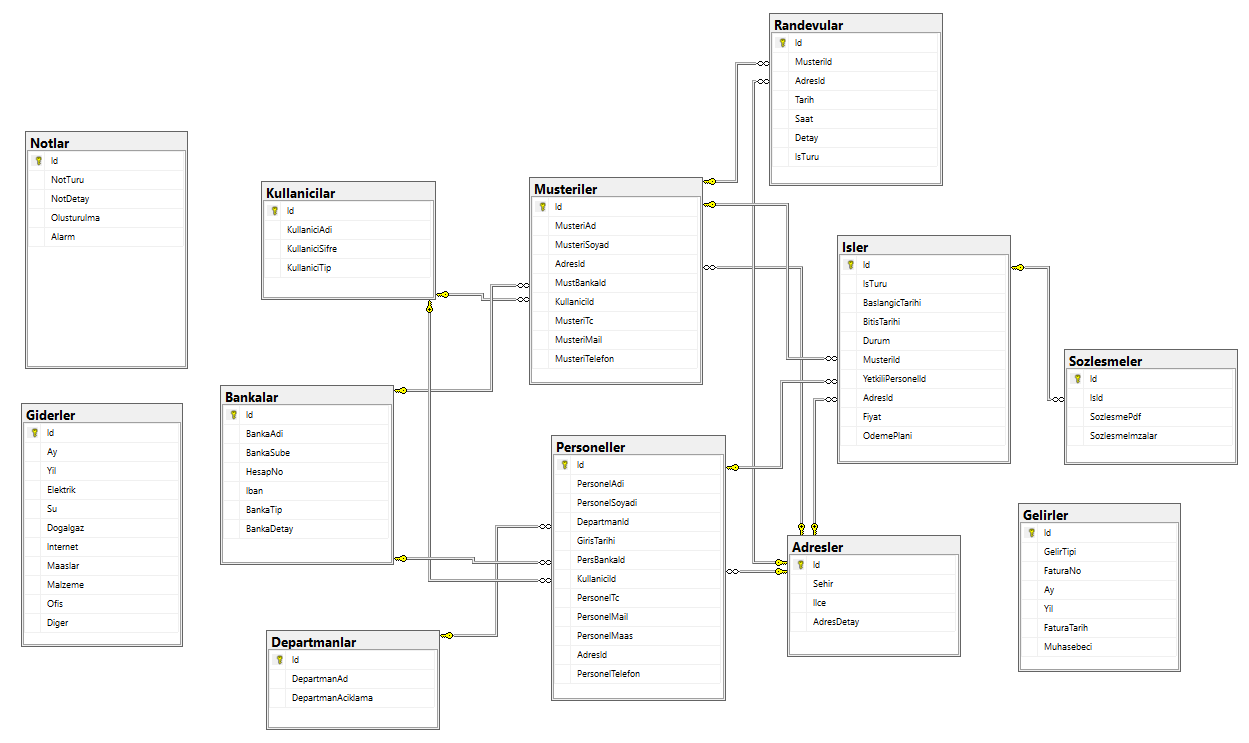 Randevular
Id
MusteriId
AdresId
Tarih
Saat
Detay
IsTuru
Notlar
Id
NotTuru
NotDetay
Olusturulma
Alarm
Kullanicilar
Id
KullaniciAdi
KullaniciSifre
KullaniciTip
Musteriler
Id
MusteriAd
MusteriSoyad
AdresId
MustBankaId
KullaniciId
MusteriTc
MusteriMail
MusteriTelefon
Isler
Id
IsTuru
BaslangicTarihi
BitisTarihi
Durum
MusteriId
YetkiliPersonelId
AdresId
Fiyat
OdemePlani
Sozlesmeler
Id
IsId
SozlesmePdf
SozlesmeImzalar
Bankalar
Id
BankaAdi
BankaSube
HesapNo
Iban
BankaTip
BankaDetay
Giderler
Id
Ay
Yil
Elektrik
Su
Dogalgaz
Internet
Maaslar
Malzeme
Ofis
Diger
Personeller
Id
PersonelAdi
PersonelSoyadi
DepartmanId
GirisTarihi
PersBankaId
KullaniciId
PersonelTc
PersonelMail
PersonelMaas
AdresId
PersonelTelefon
Adresler
Id
Sehir
Ilce
AdresDetay
Gelirler
Id
GelirTipi
FaturaNo
Ay
Yil
FaturaTarih
Muhasebeci
Departmanlar
Id
DepartmanAd
DepartmanAciklama